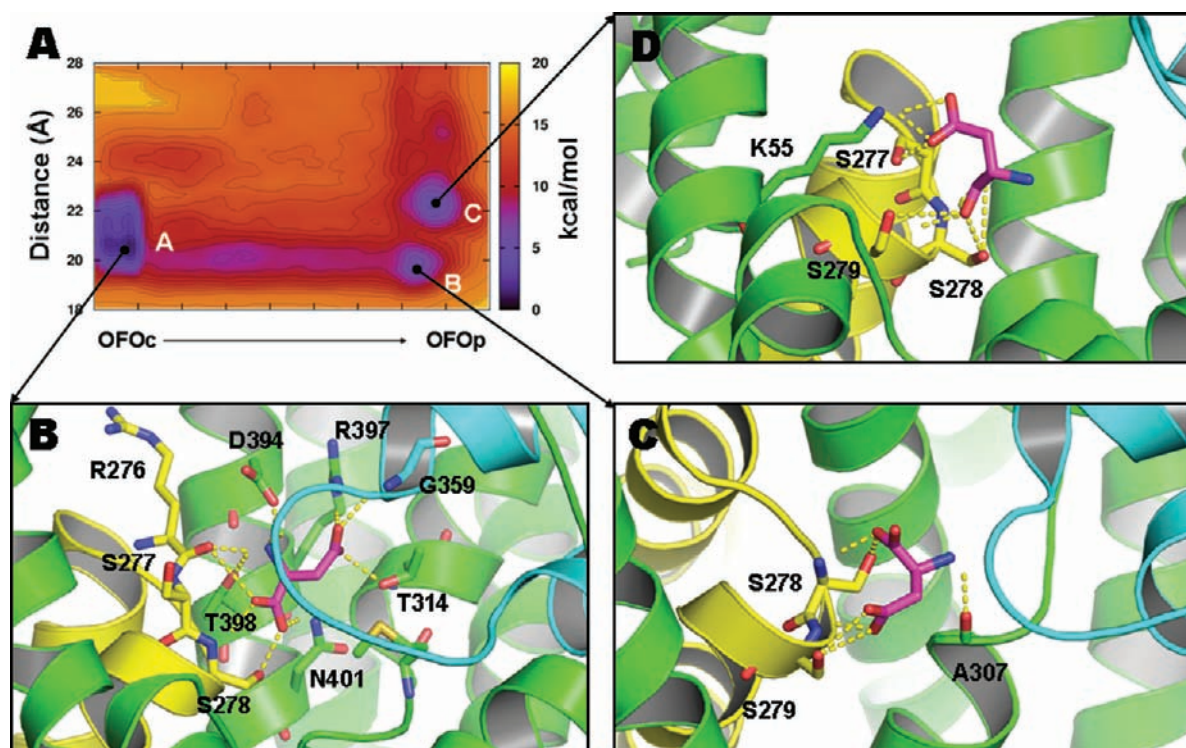 A
28
26
24
22
20
18
Distance (Å)
A
B
C
20
15
10
5
0
kcal/mol
OFOc
OFOp
D
K55
S277
S279
S278
B
D394
R397
R276
G359
S277
T314
T398
N401
S278
C
S278
A307
S279